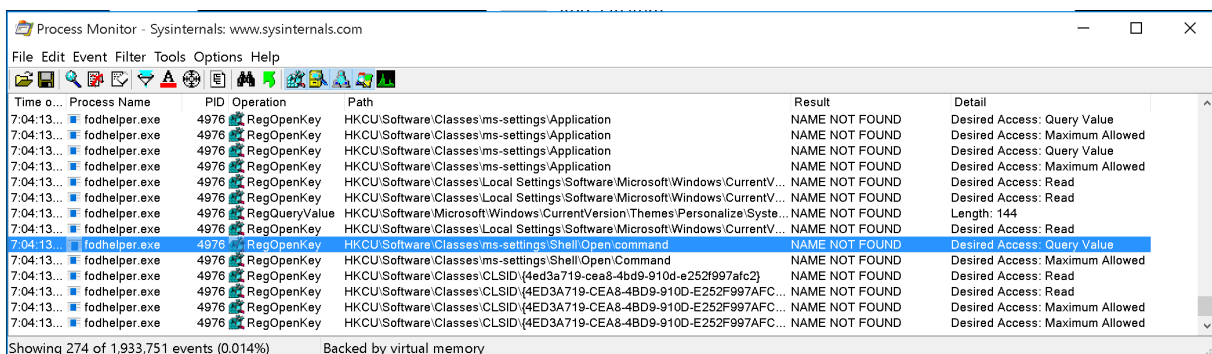 Process Monitor - Sysinternals: www.sysinternals.com
File Edit Event Filter Tools Options Help
Time o... Process Name PID Operation Path Result Detail
7:04:13... fodhelper.exe 4976 RegOpenKey HKCU\Software\Classes\ms-settings\Application NAME NOT FOUND Desired Access: Query Value
7:04:13... fodhelper.exe 4976 RegOpenKey HKCU\Software\Classes\ms-settings\Application NAME NOT FOUND Desired Access: Maximum Allowed
7:04:13... fodhelper.exe 4976 RegOpenKey HKCU\Software\Classes\ms-settings\Application NAME NOT FOUND Desired Access: Query Value
7:04:13... fodhelper.exe 4976 RegOpenKey HKCU\Software\Classes\ms-settings\Application NAME NOT FOUND Desired Access: Maximum Allowed
7:04:13... fodhelper.exe 4976 RegOpenKey HKCU\Software\Classes\Local Settings\Software\Microsoft\Windows\CurrentV... NAME NOT FOUND Desired Access: Read
7:04:13... fodhelper.exe 4976 RegOpenKey HKCU\Software\Classes\Local Settings\Software\Microsoft\Windows\CurrentV... NAME NOT FOUND Desired Access: Read
7:04:13... fodhelper.exe 4976 RegQueryValue HKCU\Software\Microsoft\Windows\CurrentVersion\Themes\Personalize\Syste... NAME NOT FOUND Length: 144
7:04:13... fodhelper.exe 4976 RegOpenKey HKCU\Software\Classes\Local Settings\Software\Microsoft\Windows\CurrentV... NAME NOT FOUND Desired Access: Read
7:04:13... fodhelper.exe 4976 RegOpenKey HKCU\Software\Classes\ms-settings\Shell\Open\command NAME NOT FOUND Desired Access: Query Value
7:04:13... fodhelper.exe 4976 RegOpenKey HKCU\Software\Classes\ms-settings\Shell\Open\Command NAME NOT FOUND Desired Access: Maximum Allowed
7:04:13... fodhelper.exe 4976 RegOpenKey HKCU\Software\Classes\CLSID\{4ed3a719-cea8-4bd9-910d-e252f997afc2} NAME NOT FOUND Desired Access: Read
7:04:13... fodhelper.exe 4976 RegOpenKey HKCU\Software\Classes\CLSID\{4ED3A719-CEA8-4BD9-910D-E252F997AFC... NAME NOT FOUND Desired Access: Read
7:04:13... fodhelper.exe 4976 RegOpenKey HKCU\Software\Classes\CLSID\{4ED3A719-CEA8-4BD9-910D-E252F997AFC... NAME NOT FOUND Desired Access: Maximum Allowed
7:04:13... fodhelper.exe 4976 RegOpenKey HKCU\Software\Classes\CLSID\{4ED3A719-CEA8-4BD9-910D-E252F997AFC... NAME NOT FOUND Desired Access: Maximum Allowed
Showing 274 of 1,933,751 events (0.014%) Backed by virtual memory